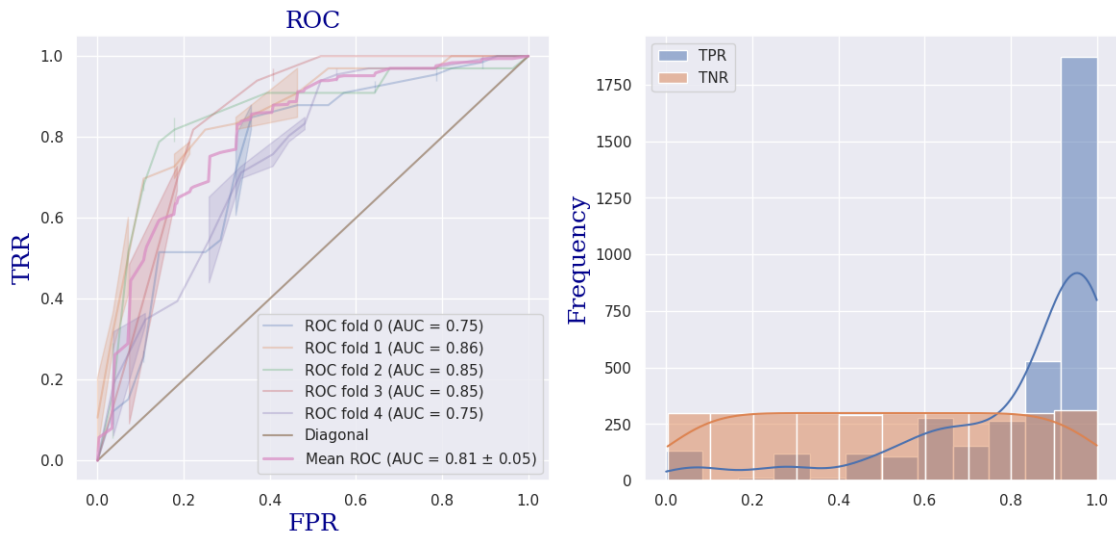 ROC
TRR
1.0
0.8
0.6
0.4
0.2
0.0
ROC fold 0 (AUC = 0.75)
ROC fold 1 (AUC = 0.86)
ROC fold 2 (AUC = 0.85)
ROC fold 3 (AUC = 0.85)
ROC fold 4 (AUC = 0.75)
Diagonal
Mean ROC (AUC = 0.81 ± 0.05)
0.0 0.2 0.4 0.6 0.8 1.0
FPR
TPR
TNR
Frequency
1750
1500
1250
1000
750
500
250
0
0.0 0.2 0.4 0.6 0.8 1.0